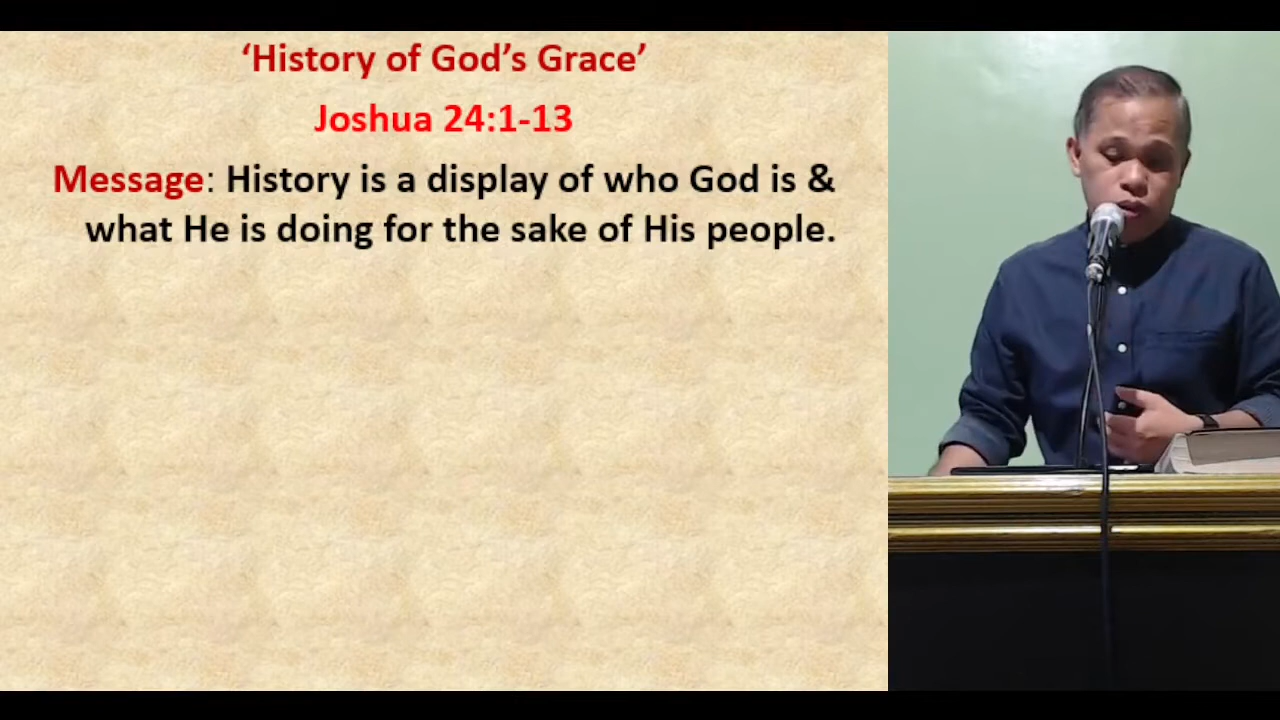 ‘History of God’s Grace’
Joshua 24:1-13
Message: History is a display of who God is &
what He is doing for the sake of His people.